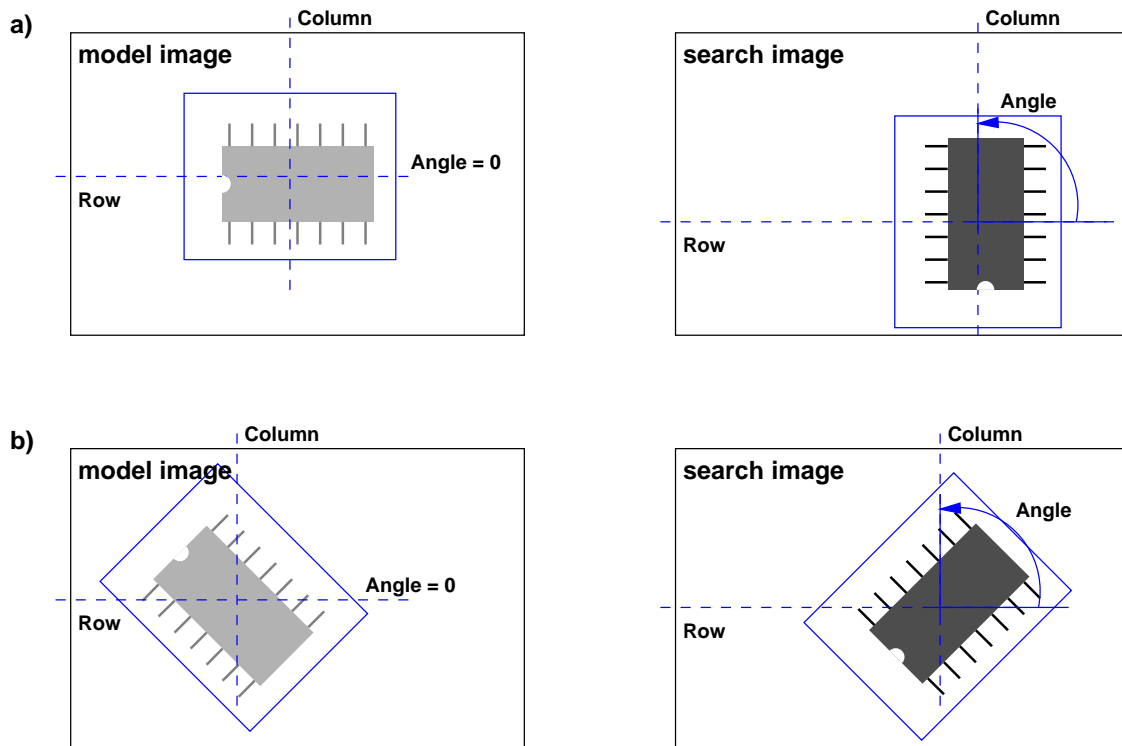 Column
Column
a)
model image
search image
Angle
Angle = 0
Row
Row
Column
Column
b)
model image
search image
Angle
Angle = 0
Row
Row